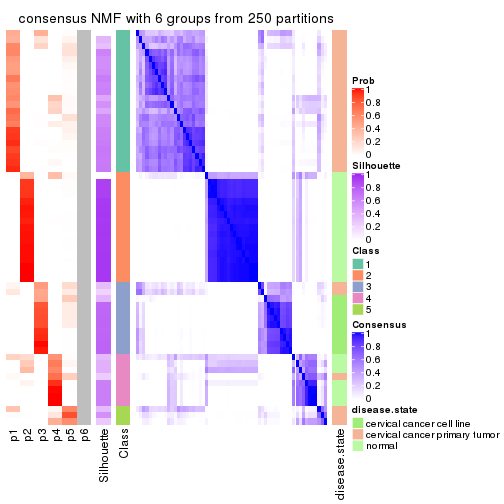 consensus NMF with 6 groups from 250 partitions
Prob
1
0.8
0.6
0.4
0.2
0
Silhouette
1
0.8
0.6
0.4
0.2
0
Class
1
2
3
4
5
Consensus
1
0.8
0.6
0.4
0.2
0
disease.state
cervical cancer cell line
cervical cancer primary tumor
normal
p1
p2
p3
p4
p5
p6
Silhouette
Class
disease.state